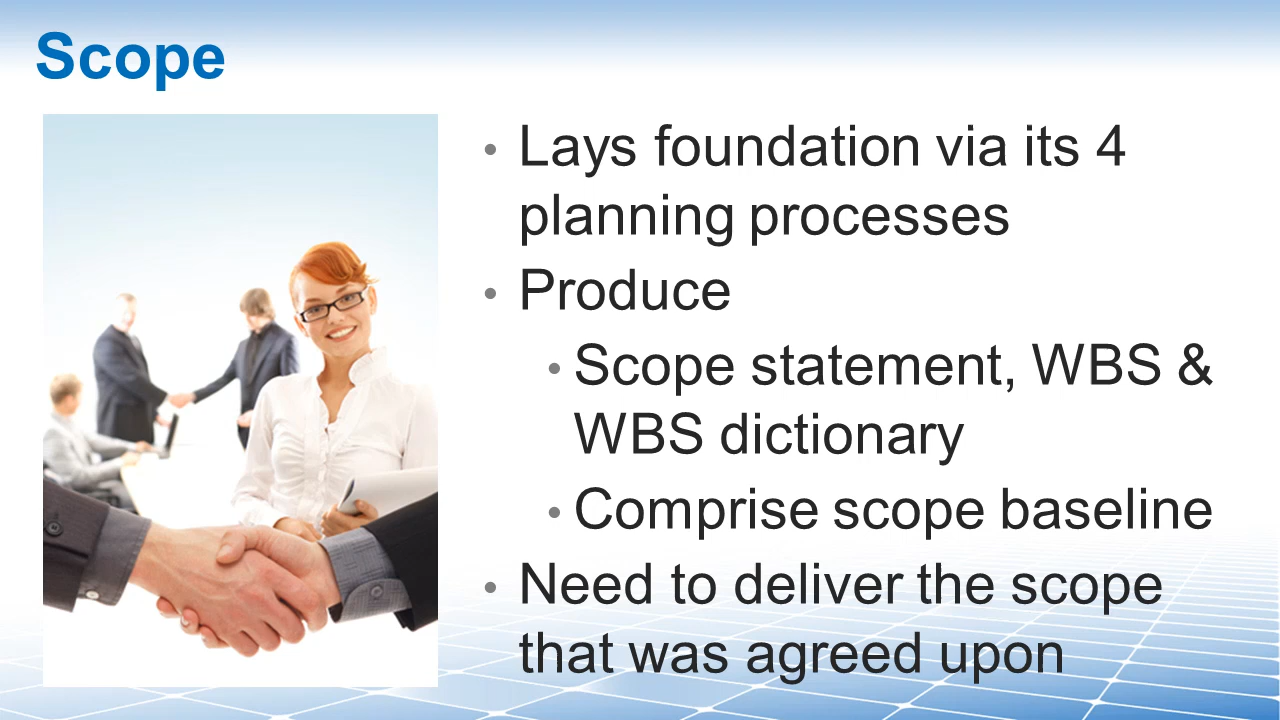 Scope
• Lays foundation via its 4
planning processes
• Produce
• Scope statement, WBS &
WBS dictionary
• Comprise scope baseline
• Need to deliver the scope
that was agreed upon